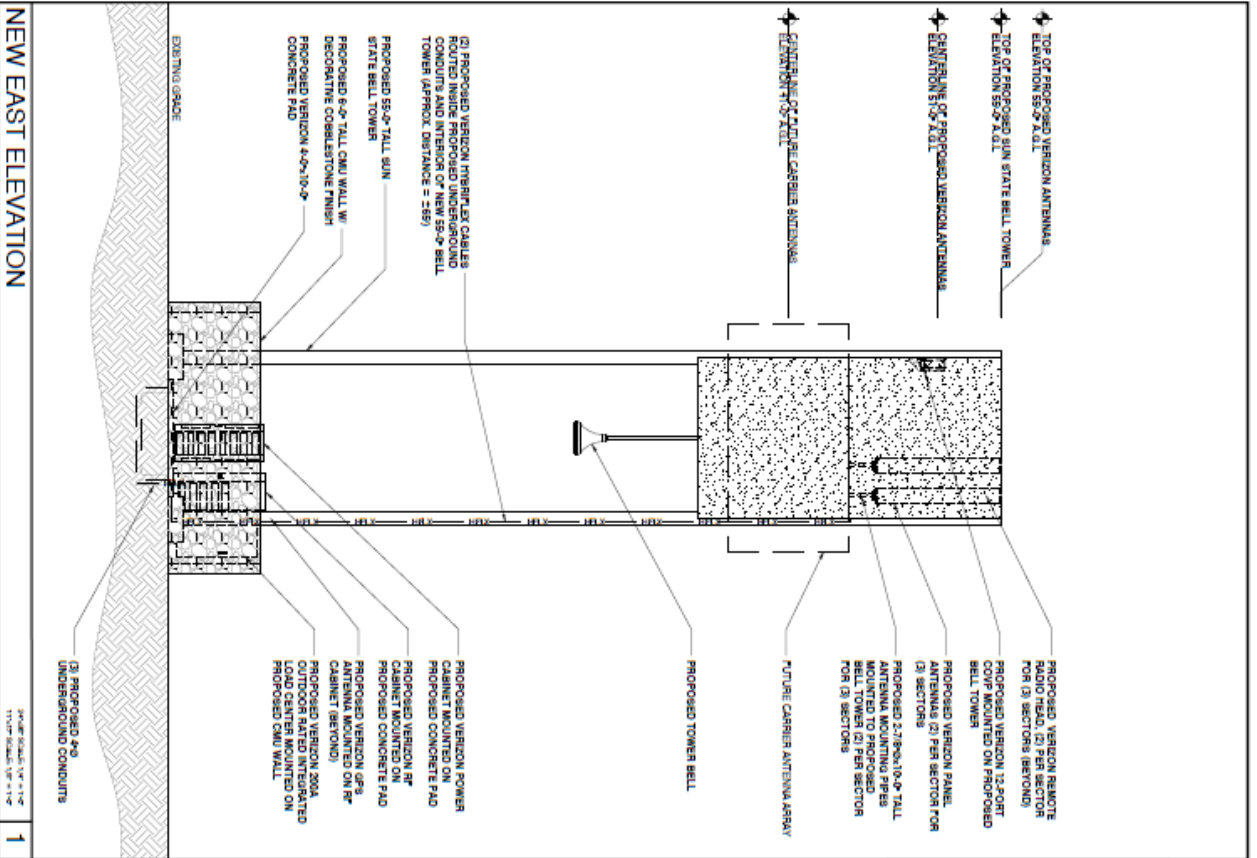 TOP OF PROPOSED VERIZON ANTENNAS
ELEVATION 55'-0" A.G.L.
TOP OF PROPOSED SUN STATE BELL TOWER
ELEVATION 55'-0" A.G.L.
CENTERLINE OF PROPOSED VERIZON ANTENNAS
ELEVATION 51'-0" A.G.L.
CENTERLINE OF FUTURE CARRIER ANTENNAS
ELEVATION 41'-0" A.G.L.
(2) PROPOSED VERIZON HYBRIFLEX CABLES
ROUTED INSIDE PROPOSED UNDERGROUND
CONDUITS AND INTERIOR OF NEW 55'-0" BELL
TOWER (APPROX. DISTANCE = ±65')
PROPOSED 55'-0" TALL SUN
STATE BELL TOWER
PROPOSED 6'-0" TALL CMU WALL W/
DECORATIVE COBBLESTONE FINISH
PROPOSED VERIZON 4'-0"x10'-0"
CONCRETE PAD
EXISTING GRADE
PROPOSED VERIZON REMOTE
RADIO HEAD, (2) PER SECTOR
FOR (3) SECTORS (BEYOND)
PROPOSED VERIZON 12-PORT
COVP MOUNTED ON PROPOSED
BELL TOWER
PROPOSED VERIZON PANEL
ANTENNAS (2) PER SECTOR FOR
(3) SECTORS
PROPOSED 2-7/8"øx10'-0" TALL
ANTENNA MOUNTING PIPES
MOUNTED TO PROPOSED
BELL TOWER (2) PER SECTOR
FOR (3) SECTORS
FUTURE CARRIER ANTENNA ARRAY
PROPOSED TOWER BELL
PROPOSED VERIZON POWER
CABINET MOUNTED ON
PROPOSED CONCRETE PAD
PROPOSED VERIZON RF
CABINET MOUNTED ON
PROPOSED CONCRETE PAD
PROPOSED VERIZON GPS
ANTENNA MOUNTED ON RF
CABINET (BEYOND)
PROPOSED VERIZON 200A
OUTDOOR RATED INTEGRATED
LOAD CENTER MOUNTED ON
PROPOSED CMU WALL
(3) PROPOSED 4"ø
UNDERGROUND CONDUITS
NEW EAST ELEVATION
1